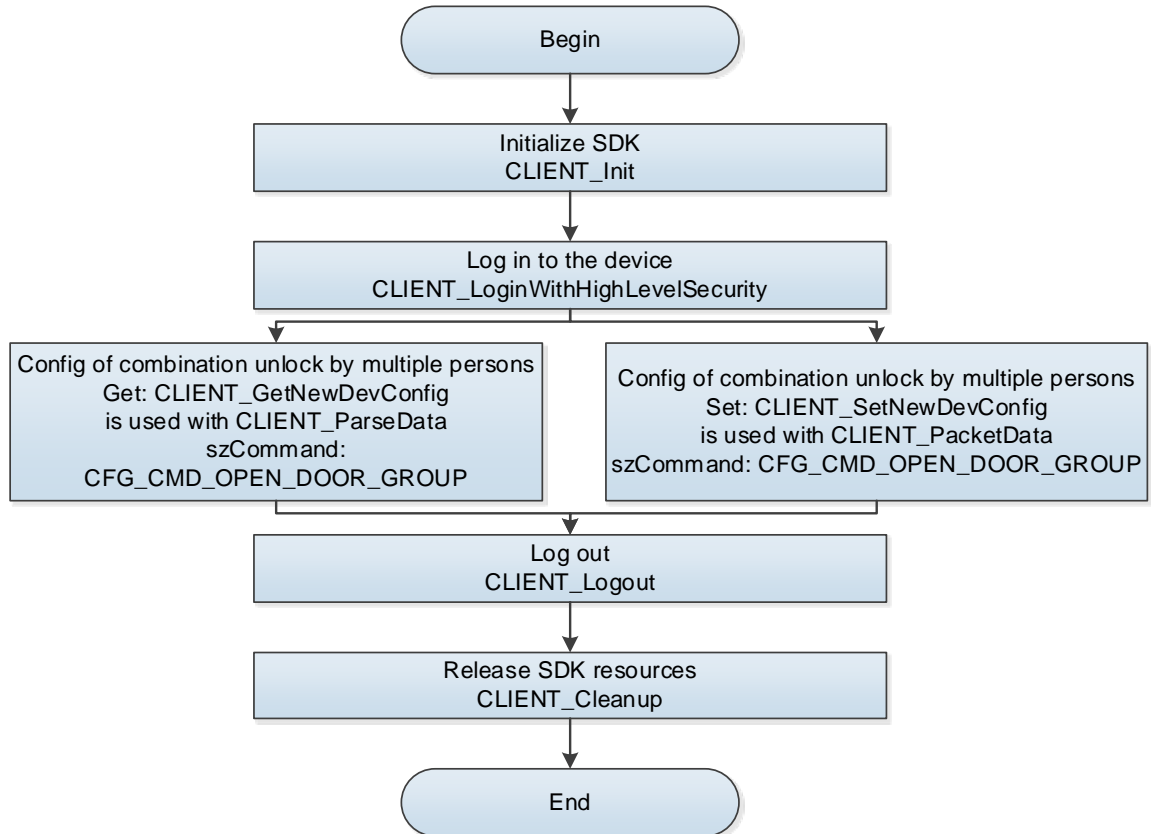 Begin
Initialize SDK
CLIENT_Init
Log in to the device
CLIENT_LoginWithHighLevelSecurity
Config of combination unlock by multiple persons
Get: CLIENT_GetNewDevConfig
is used with CLIENT_ParseData
szCommand:
CFG_CMD_OPEN_DOOR_GROUP
Config of combination unlock by multiple persons
Set: CLIENT_SetNewDevConfig
is used with CLIENT_PacketData
szCommand: CFG_CMD_OPEN_DOOR_GROUP
Log out
CLIENT_Logout
Release SDK resources
CLIENT_Cleanup
End